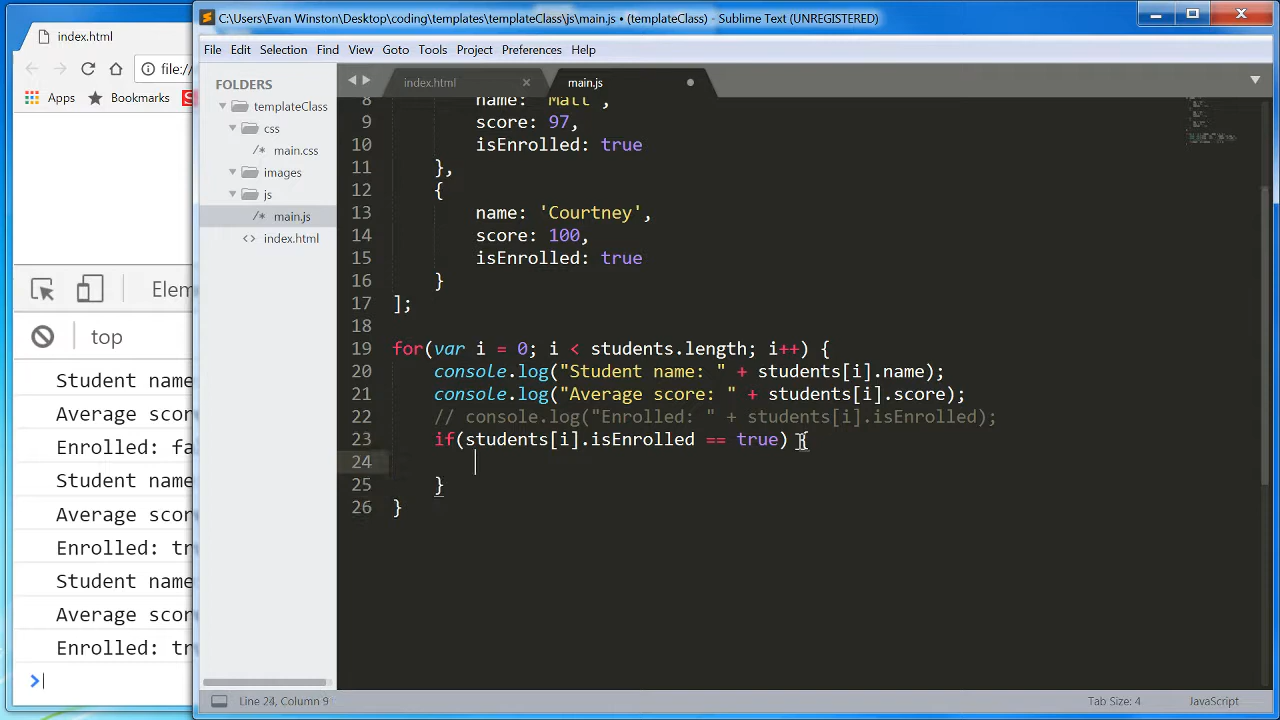 index.html
file://
Apps
Bookmarks
S
Elem
top
Student name
Average scor
Enrolled: fa
Average scor
Enrolled: tr
Student name
Average scor
Enrolled: tr
>
C:\Users\Evan Winston\Desktop\coding\templates\templateClass\js\main.js • (templateClass) - Sublime Text (UNREGISTERED)
File Edit Selection Find View Goto Tools Project Preferences Help
FOLDERS
templateClass
css
/* main.css
images
js
/* main.js
<> index.html
index.html ×
main.js
8 name: 'Matt',
9 score: 97,
10 isEnrolled: true
11 },
12 {
13 name: 'Courtney',
14 score: 100,
15 isEnrolled: true
16 }
17 ];
18
19 for(var i = 0; i < students.length; i++) {
20 console.log("Student name: " + students[i].name);
21 console.log("Average score: " + students[i].score);
22 // console.log("Enrolled: " + students[i].isEnrolled);
23 if(students[i].isEnrolled == true) {
24
25 }
26 }
Line 24, Column 9
Tab Size: 4
JavaScript